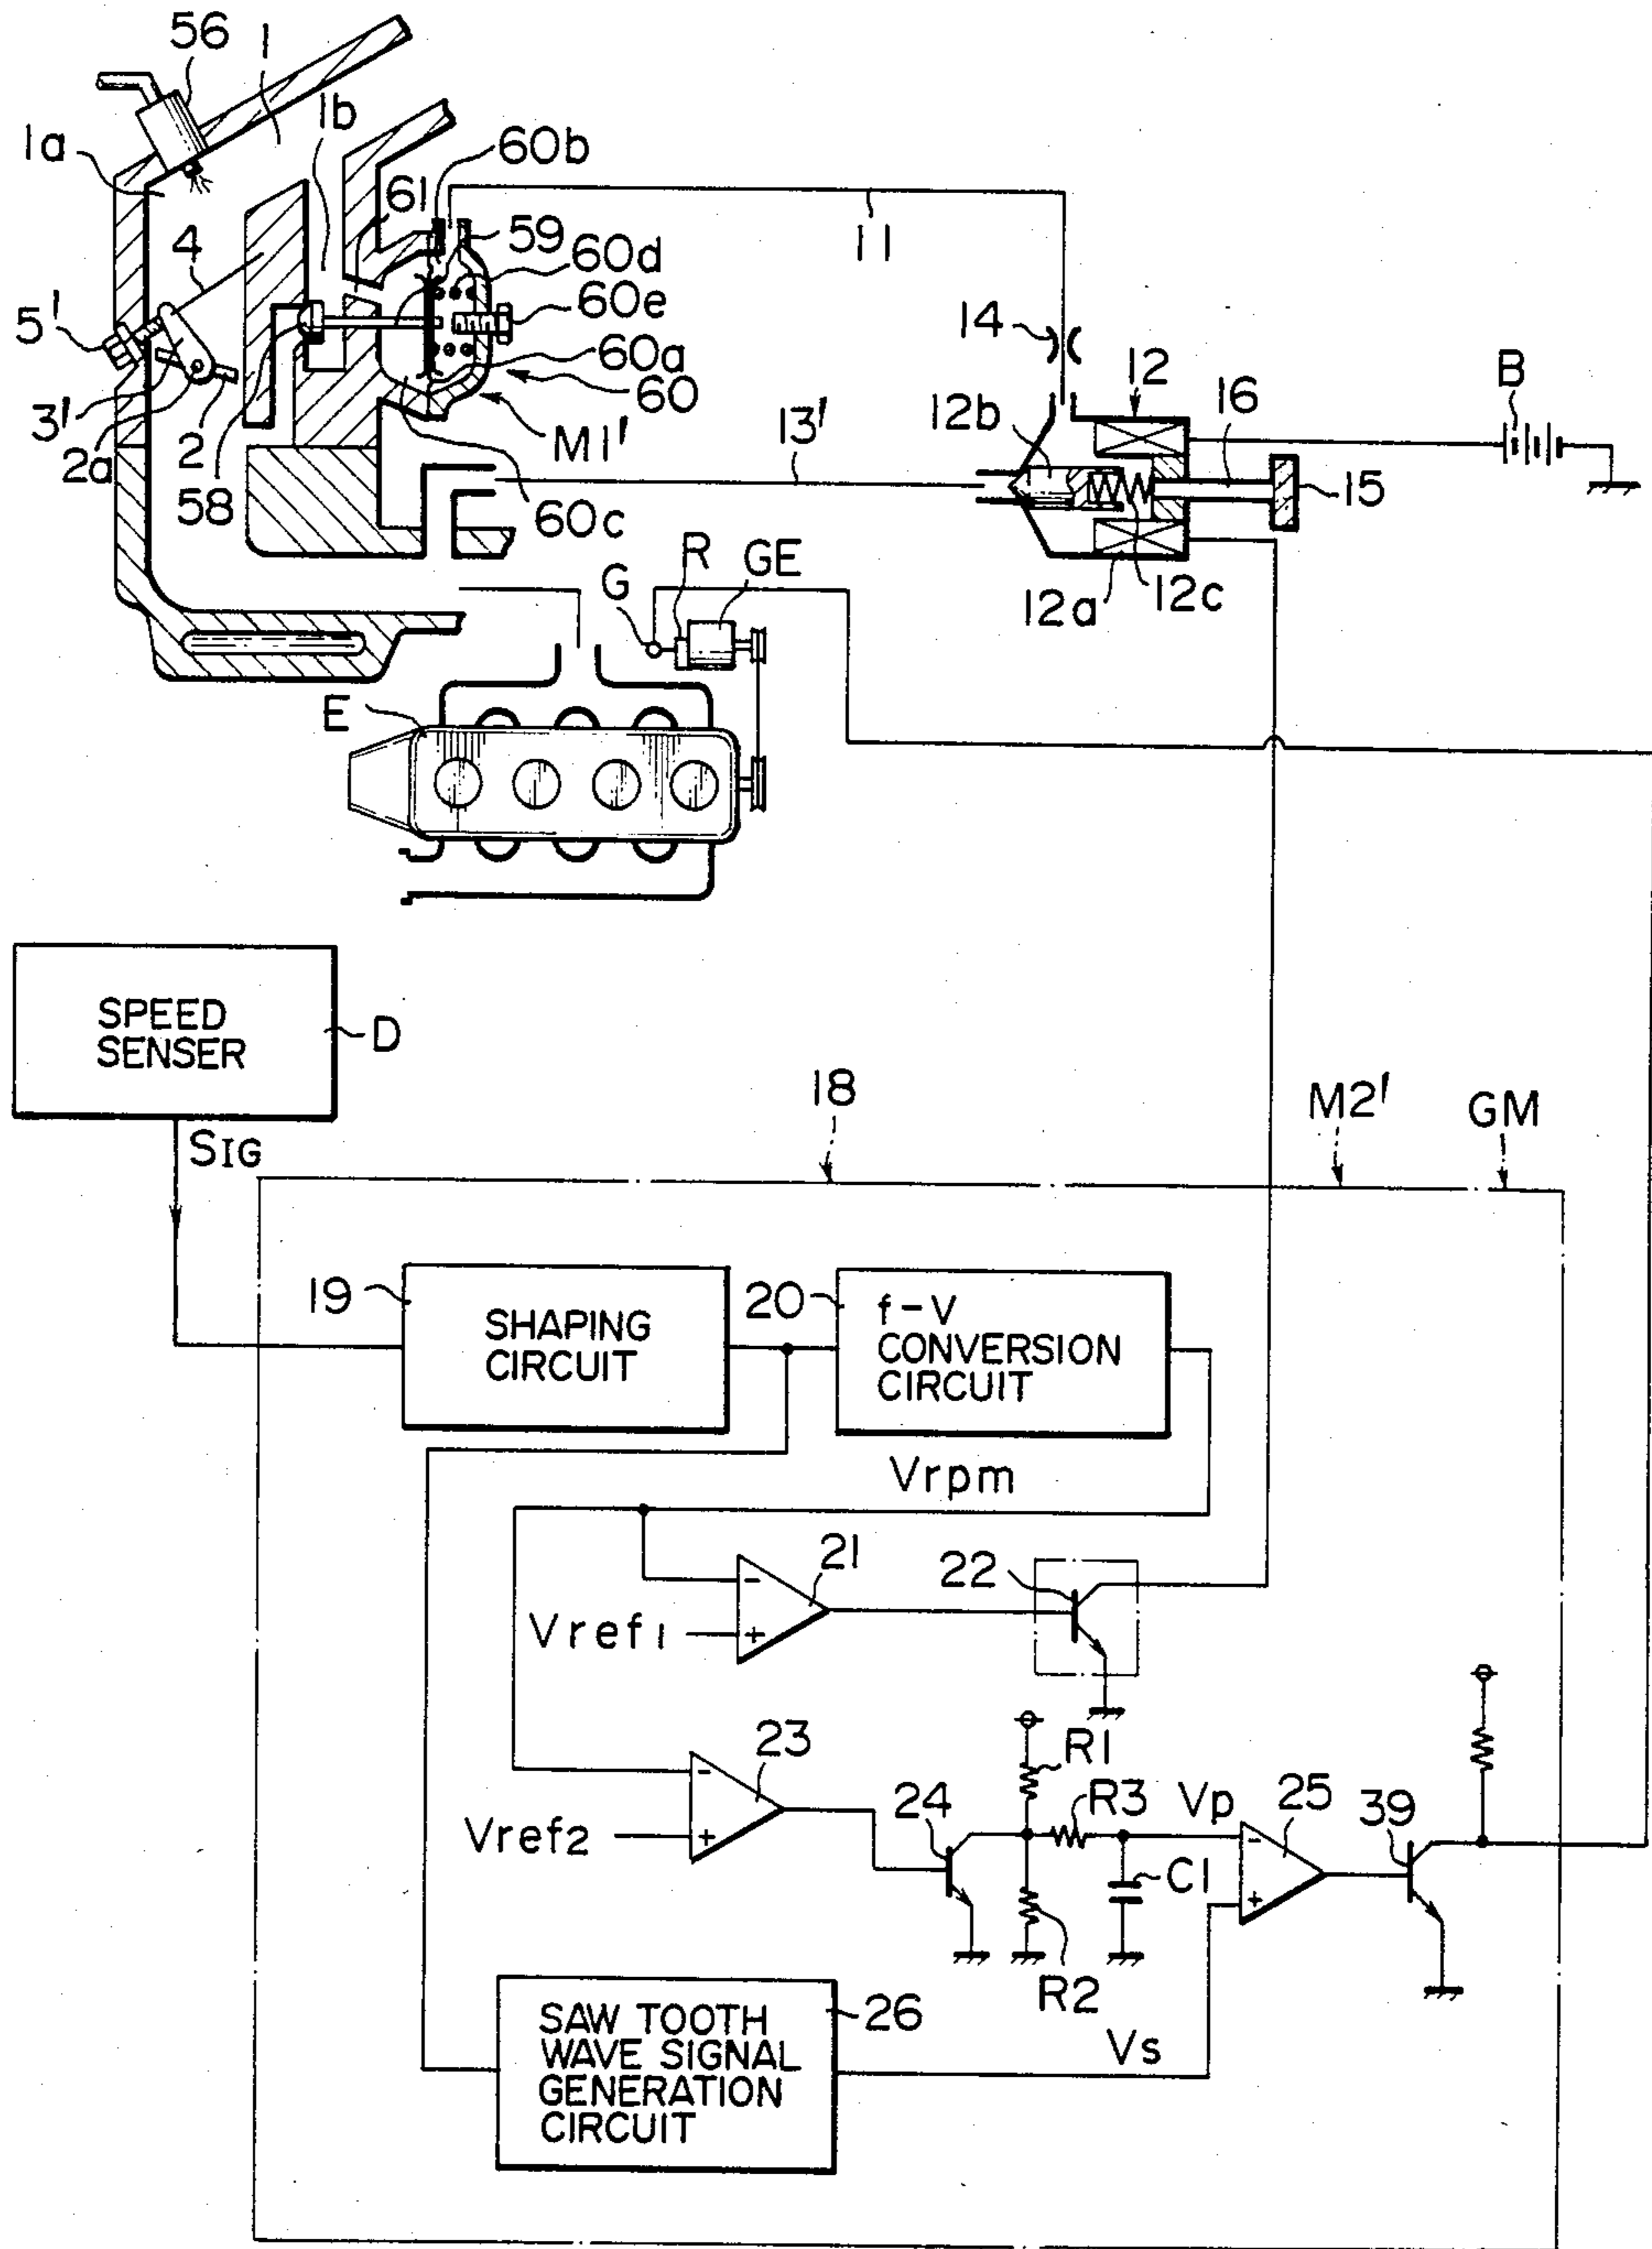 56
1
1b
1a
60b
61
59
11
4
60d
60e
5'
14
60a
60
12
B
3'
12b
16
2a
2
M1'
13'
15
58
60c
R
GE
G
12a
12c
E
SPEED
SENSER
D
SIG
18
M2'
GM
19
SHAPING
CIRCUIT
20
f-V
CONVERSION
CIRCUIT
Vrpm
21
22
Vref1
-
+
23
R1
24
R3
Vp
25
39
Vref2
-
+
C1
-
+
R2
26
SAW TOOTH
WAVE SIGNAL
GENERATION
CIRCUIT
Vs